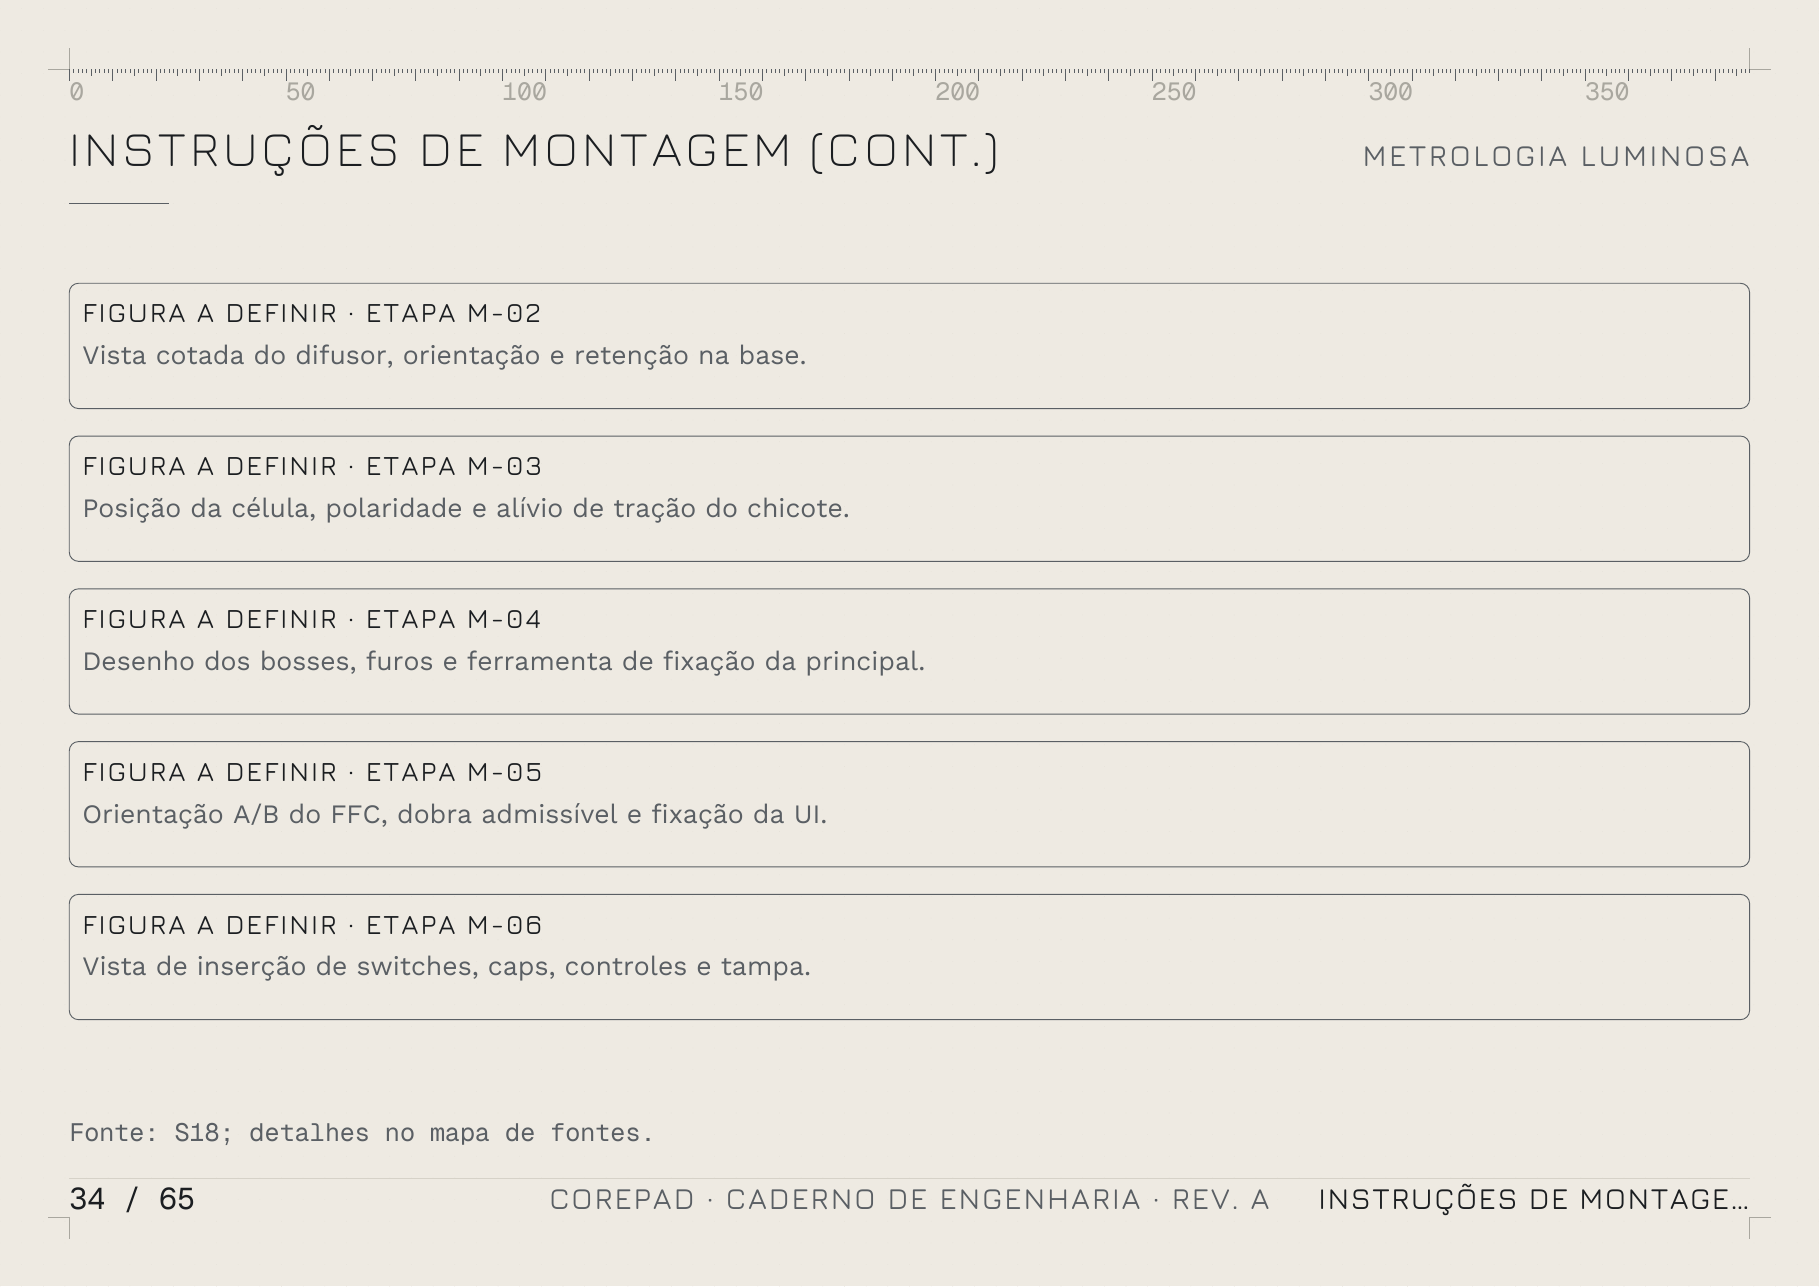 0 50 100 150 200 250 300 350
INSTRUÇÕES DE MONTAGEM (CONT.)
METROLOGIA LUMINOSA
FIGURA A DEFINIR · ETAPA M-02
Vista cotada do difusor, orientação e retenção na base.
FIGURA A DEFINIR · ETAPA M-03
Posição da célula, polaridade e alívio de tração do chicote.
FIGURA A DEFINIR · ETAPA M-04
Desenho dos bosses, furos e ferramenta de fixação da principal.
FIGURA A DEFINIR · ETAPA M-05
Orientação A/B do FFC, dobra admissível e fixação da UI.
FIGURA A DEFINIR · ETAPA M-06
Vista de inserção de switches, caps, controles e tampa.
Fonte: S18; detalhes no mapa de fontes.
34 / 65
COREPAD · CADERNO DE ENGENHARIA · REV. A
INSTRUÇÕES DE MONTAGE…